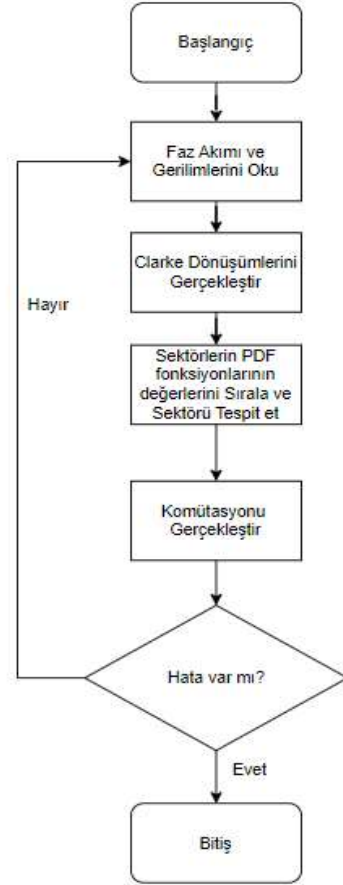 Başlangıç
Faz Akımı ve
Gerilimlerini Oku
Clarke Dönüşümlerini
Gerçekleştir
Hayır
Sektörlerin PDF
fonksiyonlarının
değerlerini Sırala ve
Sektörü Tespit et
Komütasyonu
Gerçekleştir
Hata var mı?
Evet
Bitiş